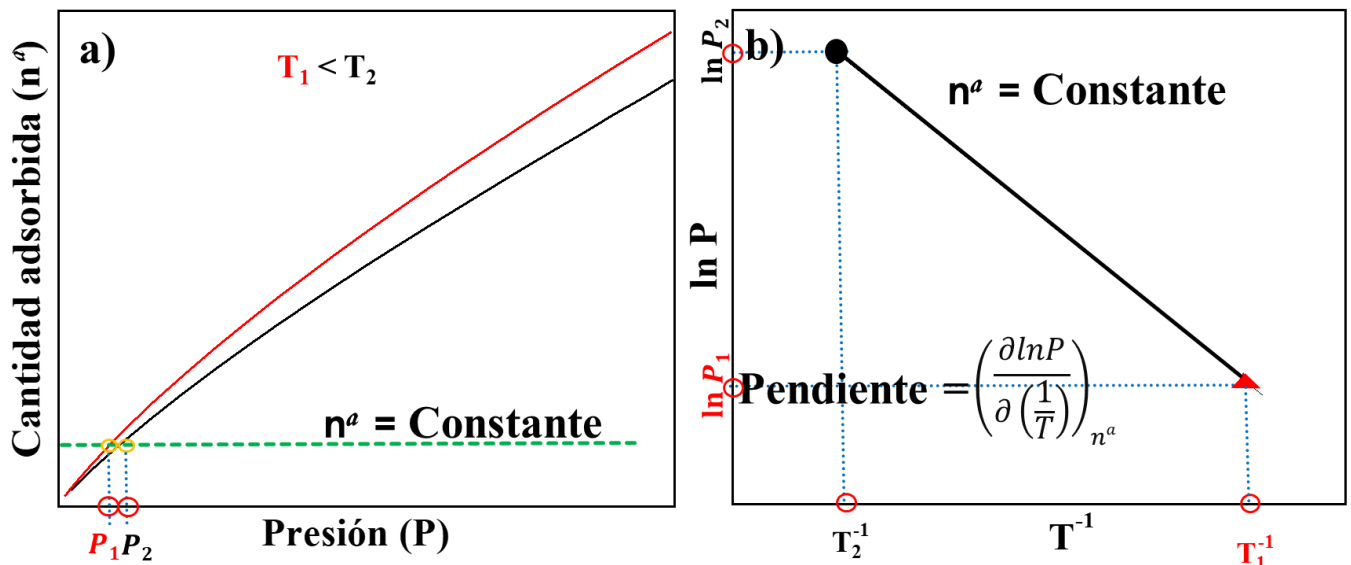 a)
T₁ < T₂
Cantidad adsorbida (nᵃ)
nᵃ = Constante
P₁ P₂
Presión (P)
b)
ln P₂
nᵃ = Constante
ln P
ln P₁
Pendiente = (∂lnP / ∂(1/T))nᵃ
T₂⁻¹
T⁻¹
T₁⁻¹